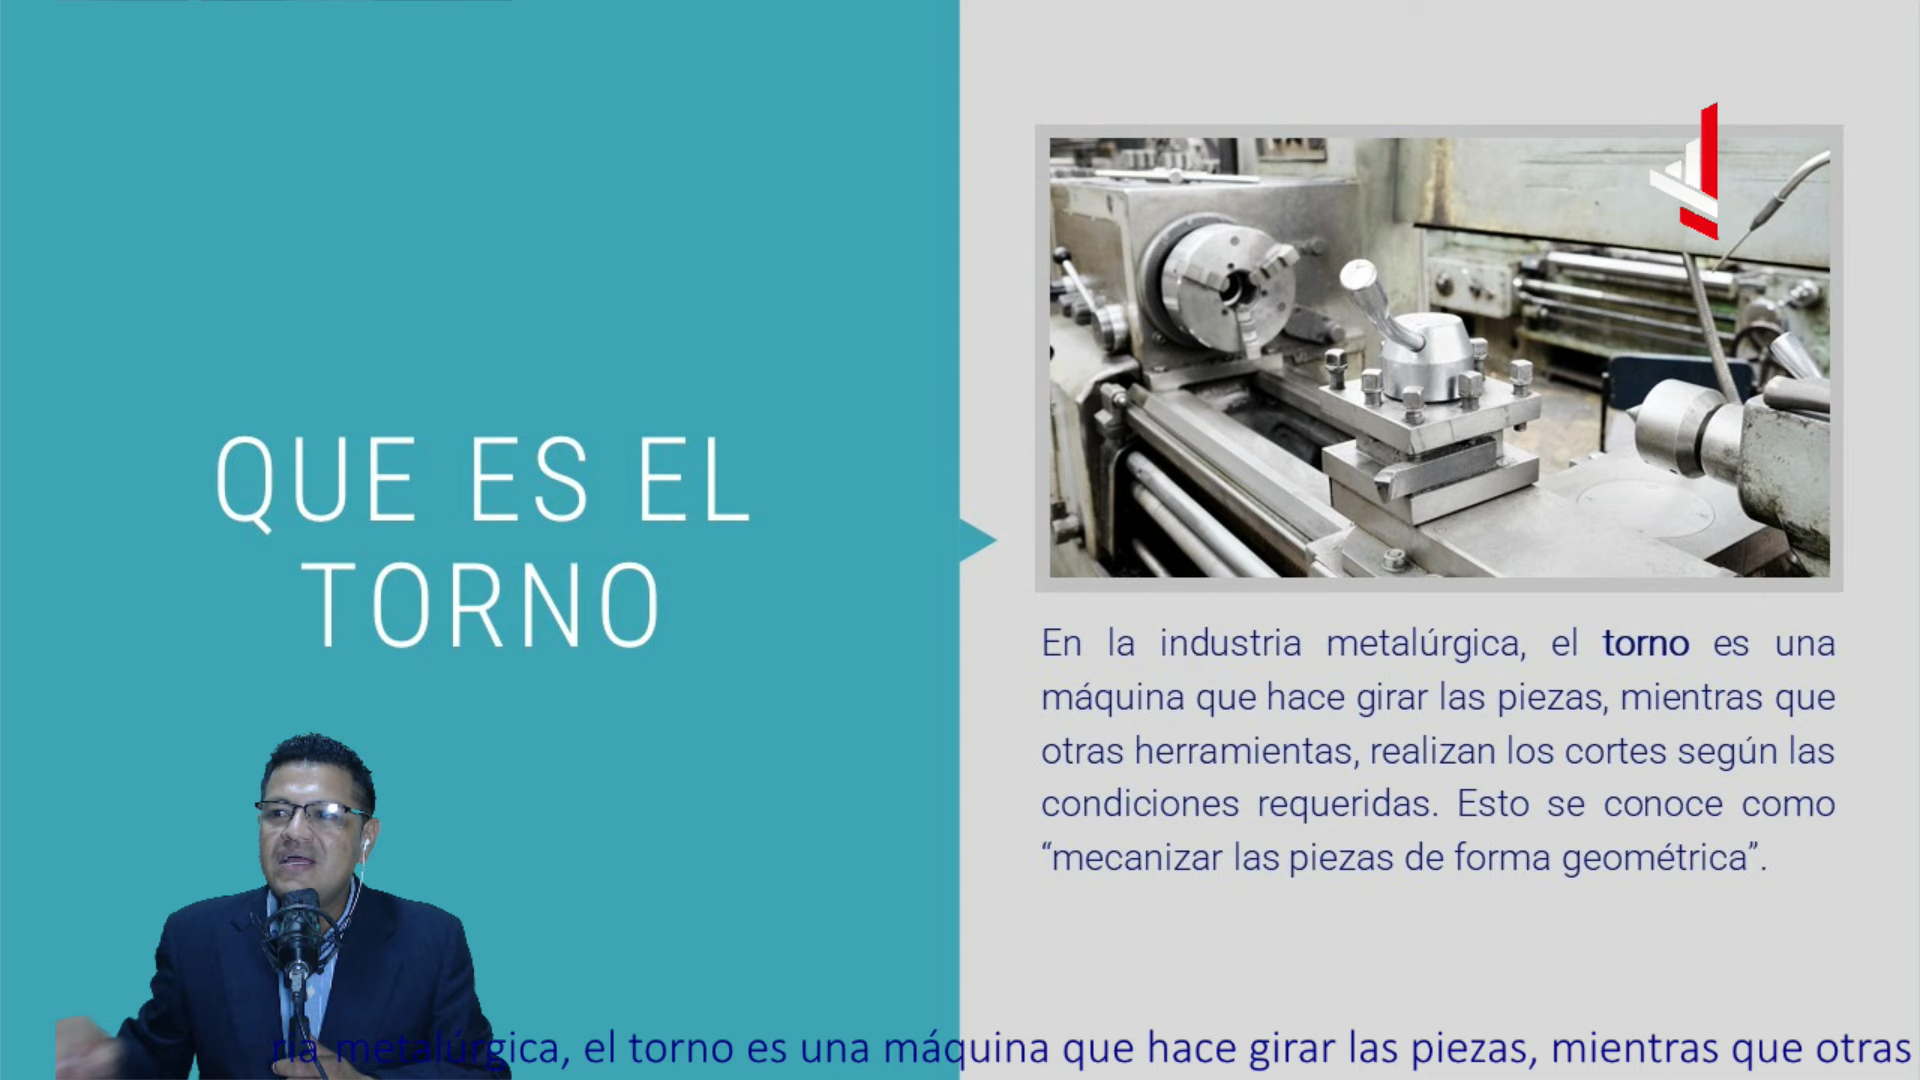 QUE ES EL
TORNO
En la industria metalúrgica, el torno es una
máquina que hace girar las piezas, mientras que
otras herramientas, realizan los cortes según las
condiciones requeridas. Esto se conoce como
“mecanizar las piezas de forma geométrica”.
ria metalúrgica, el torno es una máquina que hace girar las piezas, mientras que otras